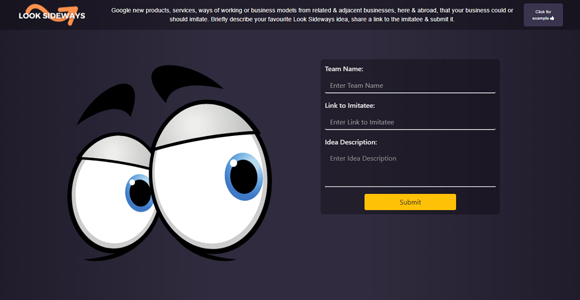 LOOK SIDEWAYS
Google new products, services, ways of working or business models from related & adjacent businesses, here & abroad, that your business could or
should imitate. Briefly describe your favourite Look Sideways idea, share a link to the imitatee & submit it.
Click for
example
Team Name:
Enter Team Name
Link to Imitatee:
Enter Link to Imitatee
Idea Description:
Enter Idea Description
Submit